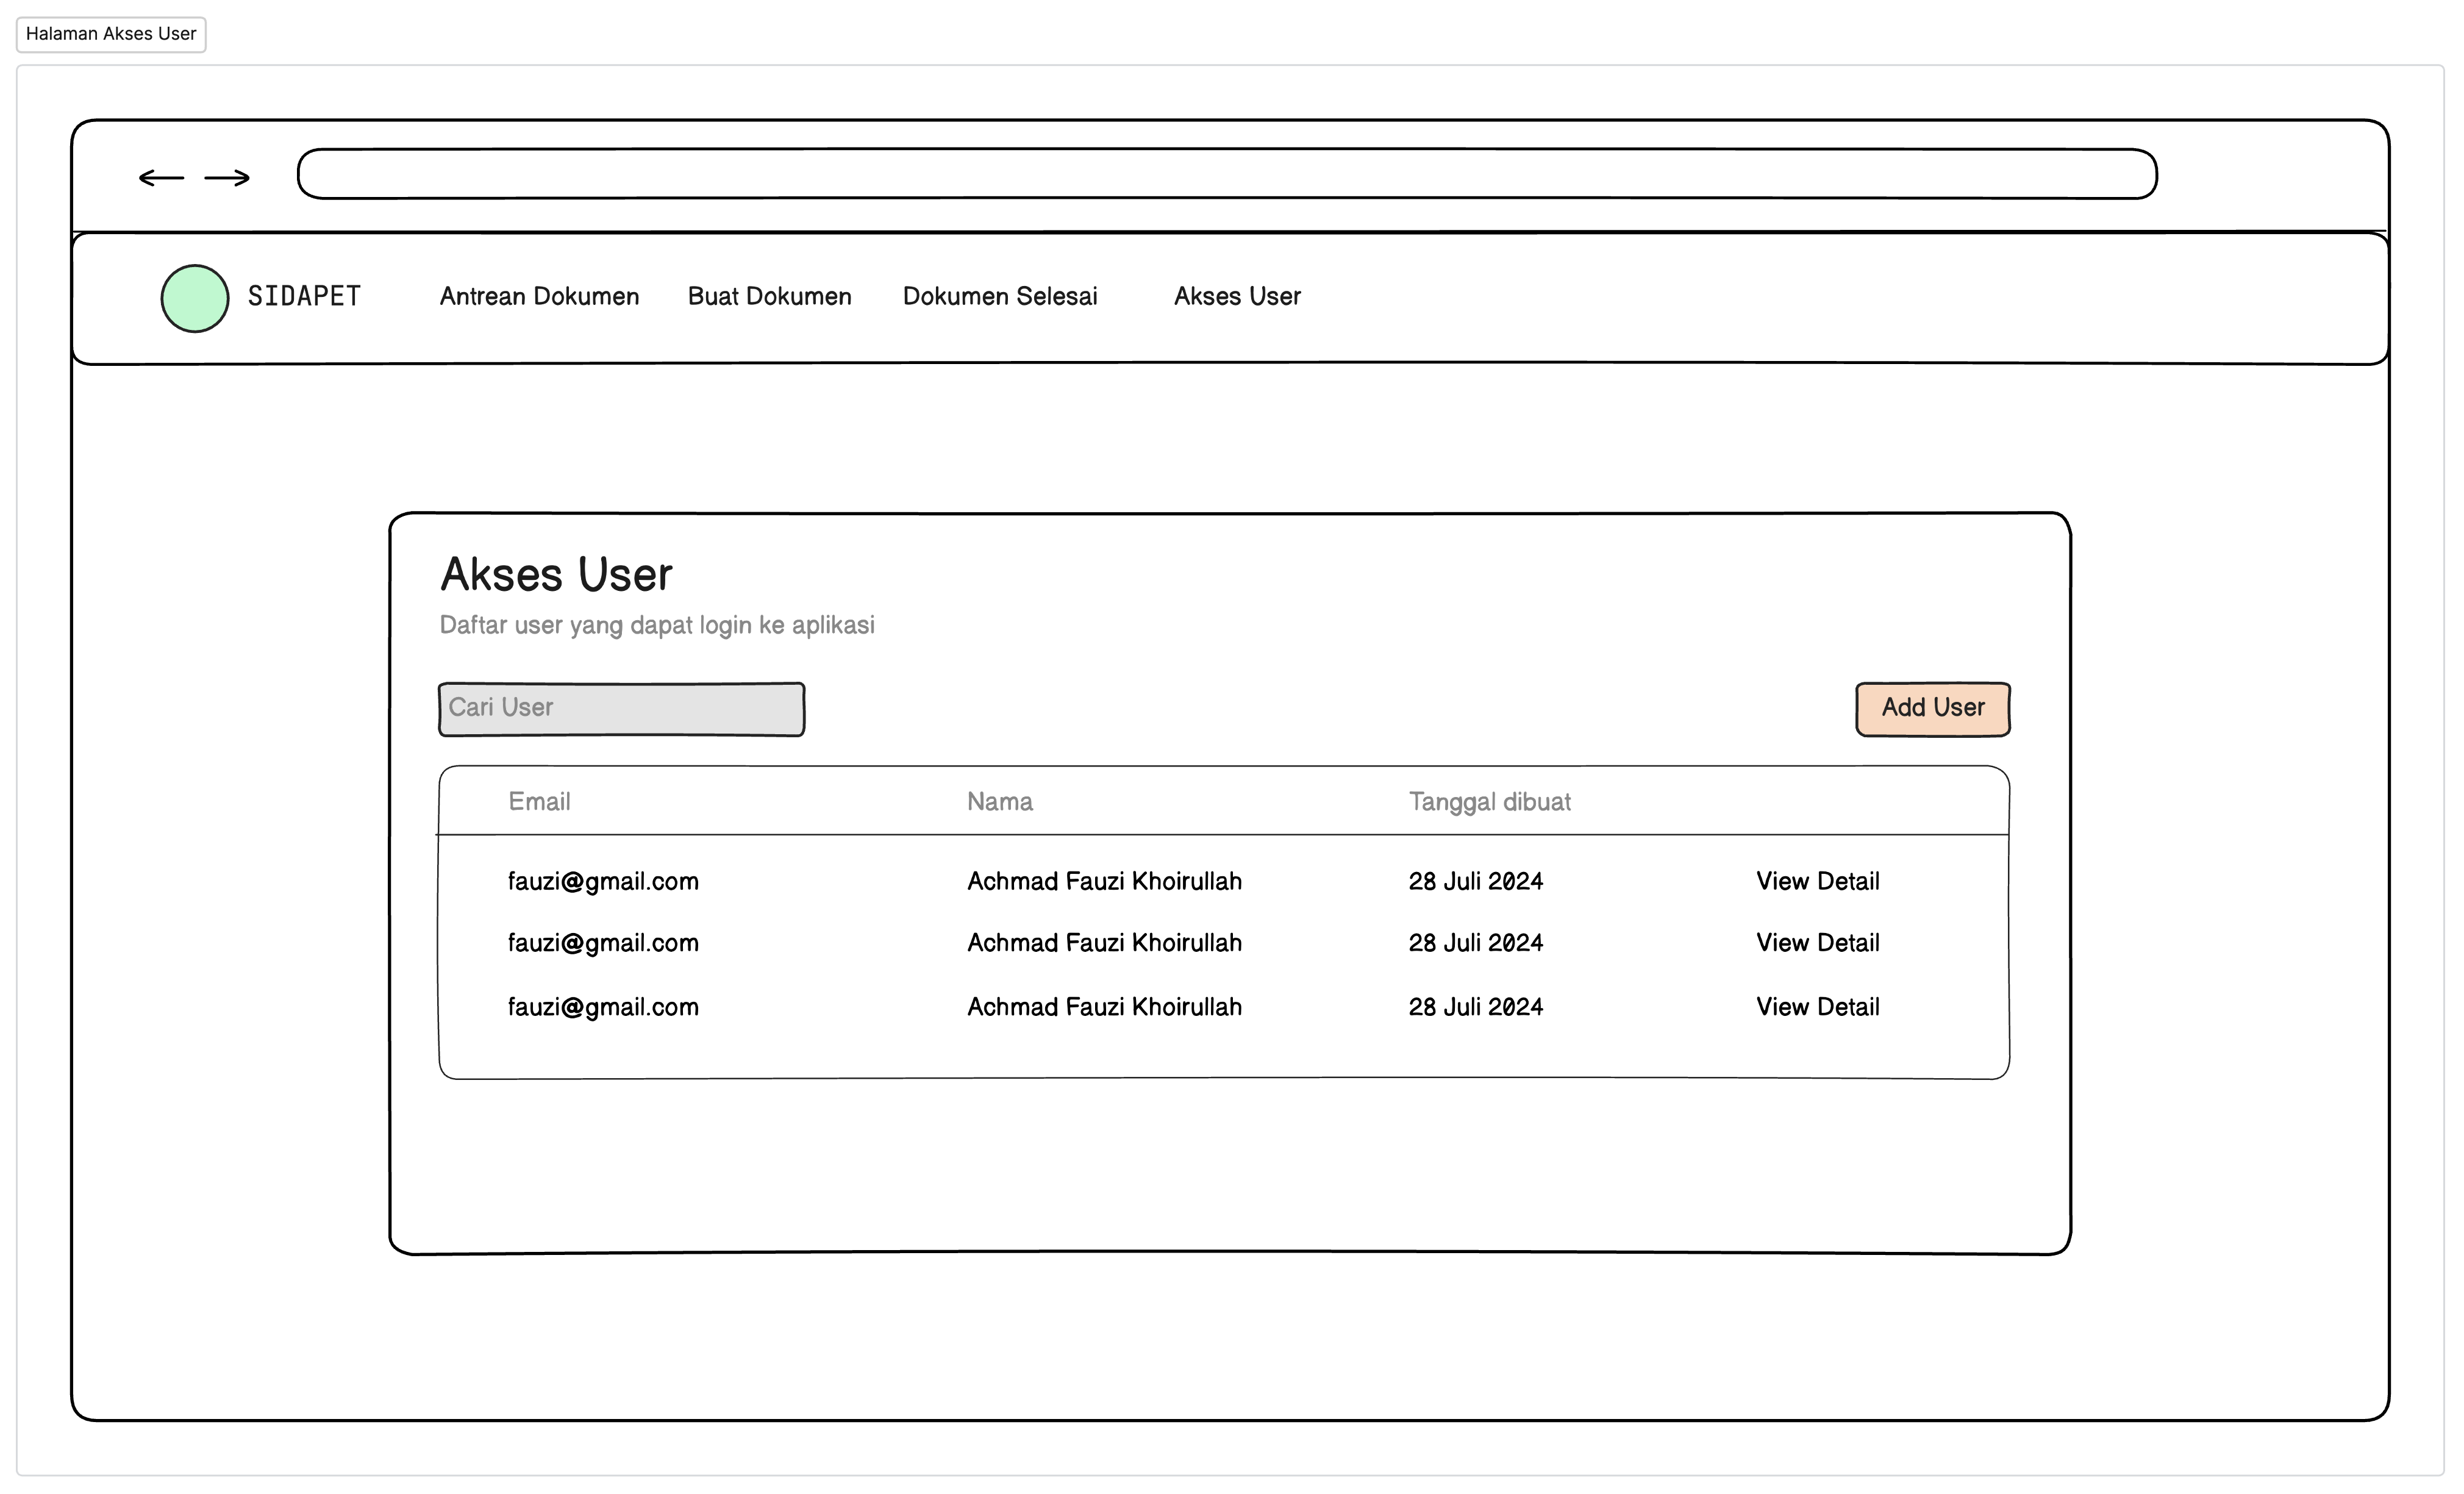 Halaman Akses User
SIDAPET Antrean Dokumen Buat Dokumen Dokumen Selesai Akses User
Akses User
Daftar user yang dapat login ke aplikasi
Cari User Add User
Email Nama Tanggal dibuat
fauzi@gmail.com Achmad Fauzi Khoirullah 28 Juli 2024 View Detail
fauzi@gmail.com Achmad Fauzi Khoirullah 28 Juli 2024 View Detail
fauzi@gmail.com Achmad Fauzi Khoirullah 28 Juli 2024 View Detail